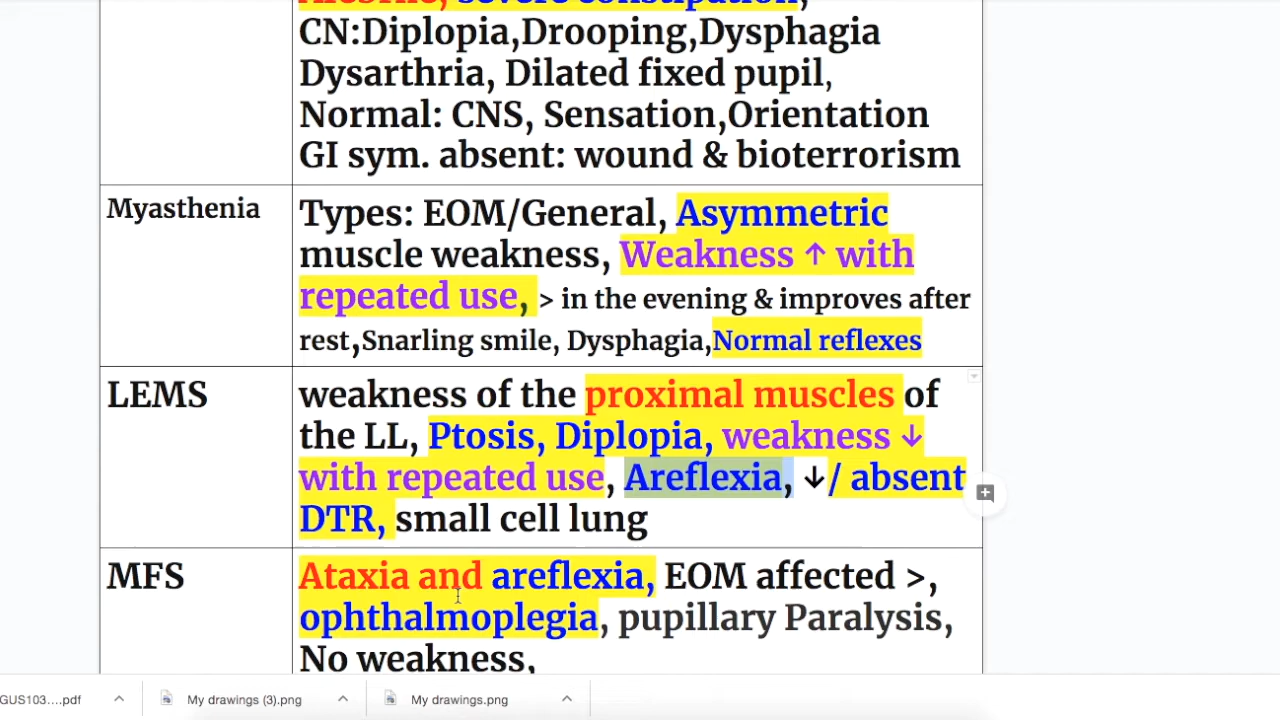 Afebrile, severe constipation,
CN:Diplopia,Drooping,Dysphagia
Dysarthria, Dilated fixed pupil,
Normal: CNS, Sensation,Orientation
GI sym. absent: wound & bioterrorism
Myasthenia
Types: EOM/General, Asymmetric
muscle weakness, Weakness ↑ with
repeated use, > in the evening & improves after
rest,Snarling smile, Dysphagia,Normal reflexes
LEMS
weakness of the proximal muscles of
the LL, Ptosis, Diplopia, weakness ↓
with repeated use, Areflexia, ↓/ absent
DTR, small cell lung
MFS
Ataxia and areflexia, EOM affected >,
ophthalmoplegia, pupillary Paralysis,
No weakness,
GUS103....pdf
My drawings (3).png
My drawings.png